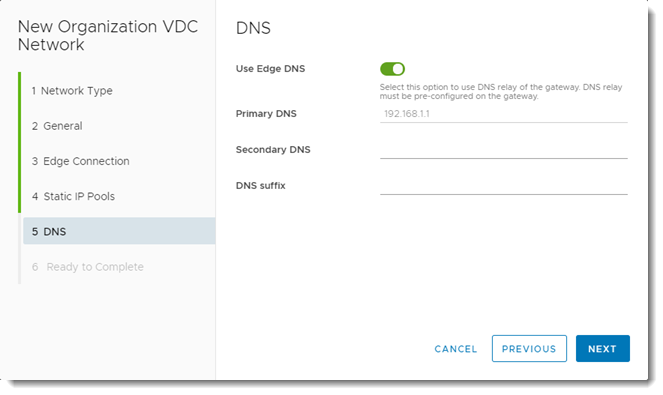 New Organization VDC
Network
1 Network Type
2 General
3 Edge Connection
4 Static IP Pools
5 DNS
6 Ready to Complete
DNS
Use Edge DNS
Select this option to use DNS relay of the gateway. DNS relay
must be pre-configured on the gateway.
Primary DNS
192.168.1.1
Secondary DNS
DNS suffix
CANCEL
PREVIOUS
NEXT